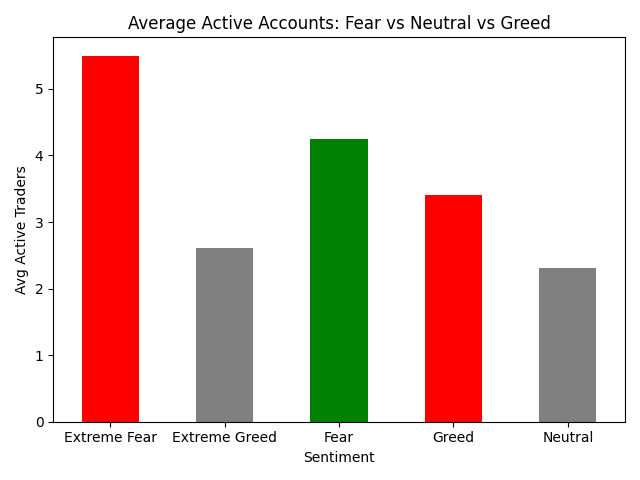 Average Active Accounts: Fear vs Neutral vs Greed
Avg Active Traders
5
4
3
2
1
0
Extreme Fear Extreme Greed Fear Greed Neutral
Sentiment